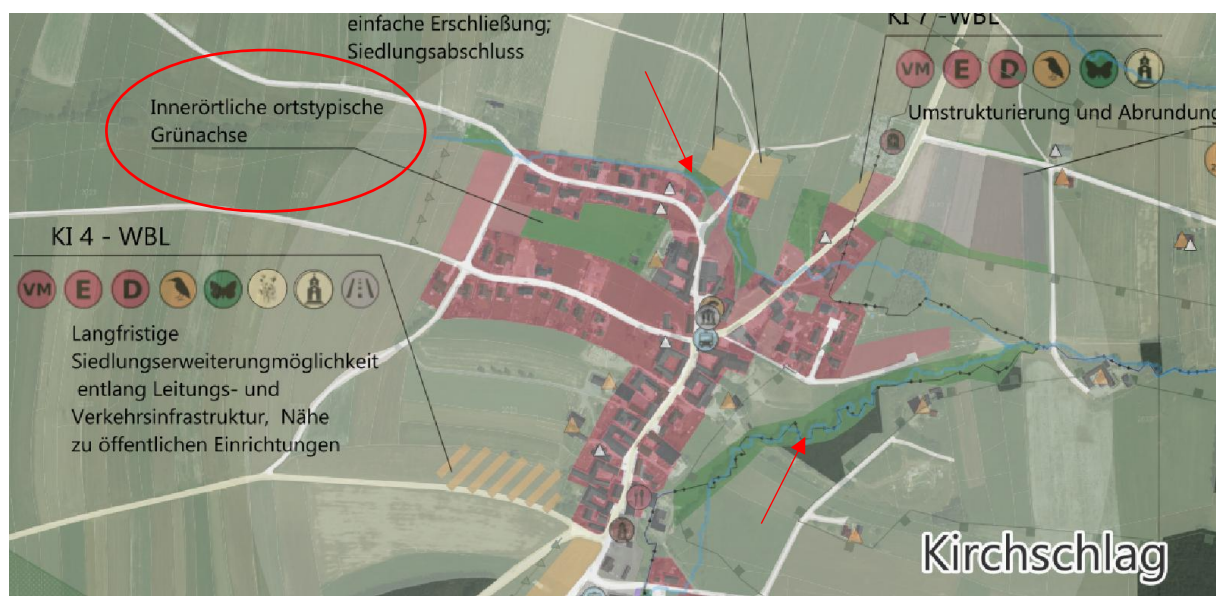 einfache Erschließung;
Siedlungsabschluss
KI 7 -WBL
VM E D
Umstrukturierung und Abrundung
Innerörtliche ortstypische
Grünachse
KI 4 - WBL
VM E D
Langfristige
Siedlungserweiterungmöglichkeit
entlang Leitungs- und
Verkehrsinfrastruktur, Nähe
zu öffentlichen Einrichtungen
Kirchschlag